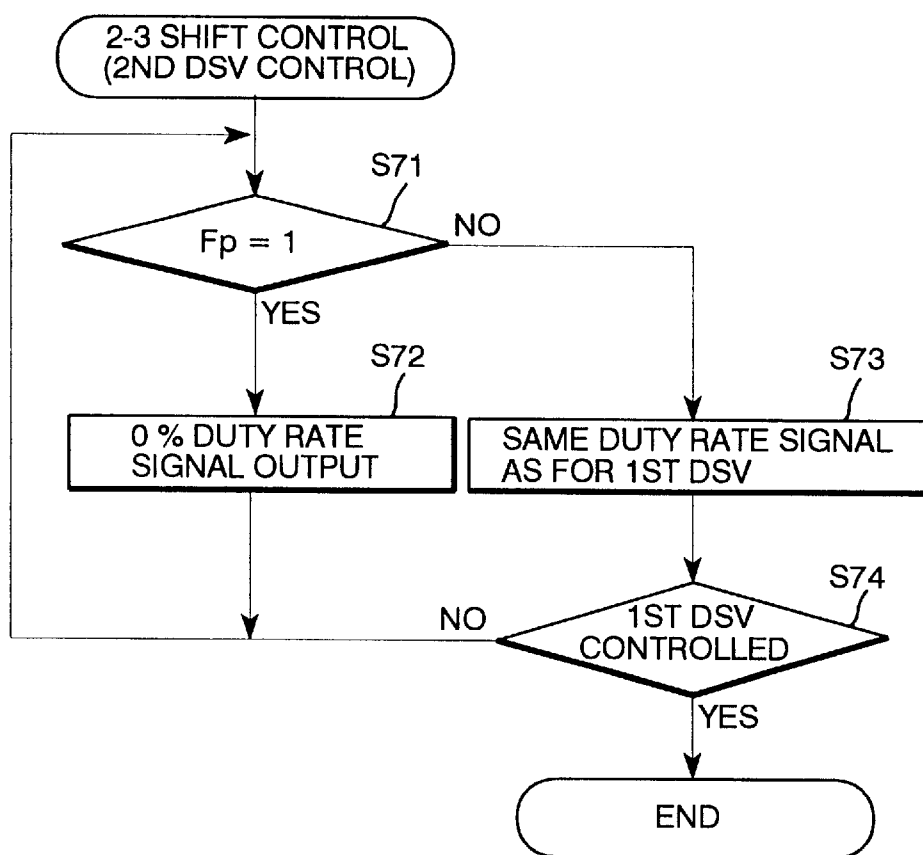 2-3 SHIFT CONTROL
(2ND DSV CONTROL)
S71
Fp = 1
NO
YES
S72
0 % DUTY RATE
SIGNAL OUTPUT
S73
SAME DUTY RATE SIGNAL
AS FOR 1ST DSV
S74
1ST DSV
CONTROLLED
NO
YES
END